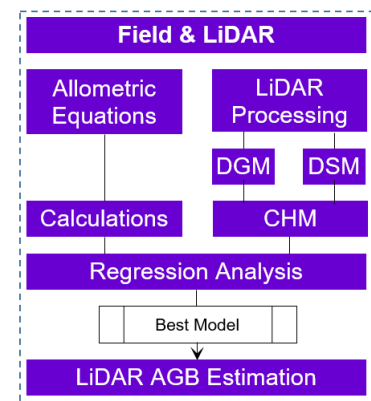 Field & LiDAR
Allometric
Equations
LiDAR
Processing
DGM
DSM
Calculations
CHM
Regression Analysis
Best Model
LiDAR AGB Estimation